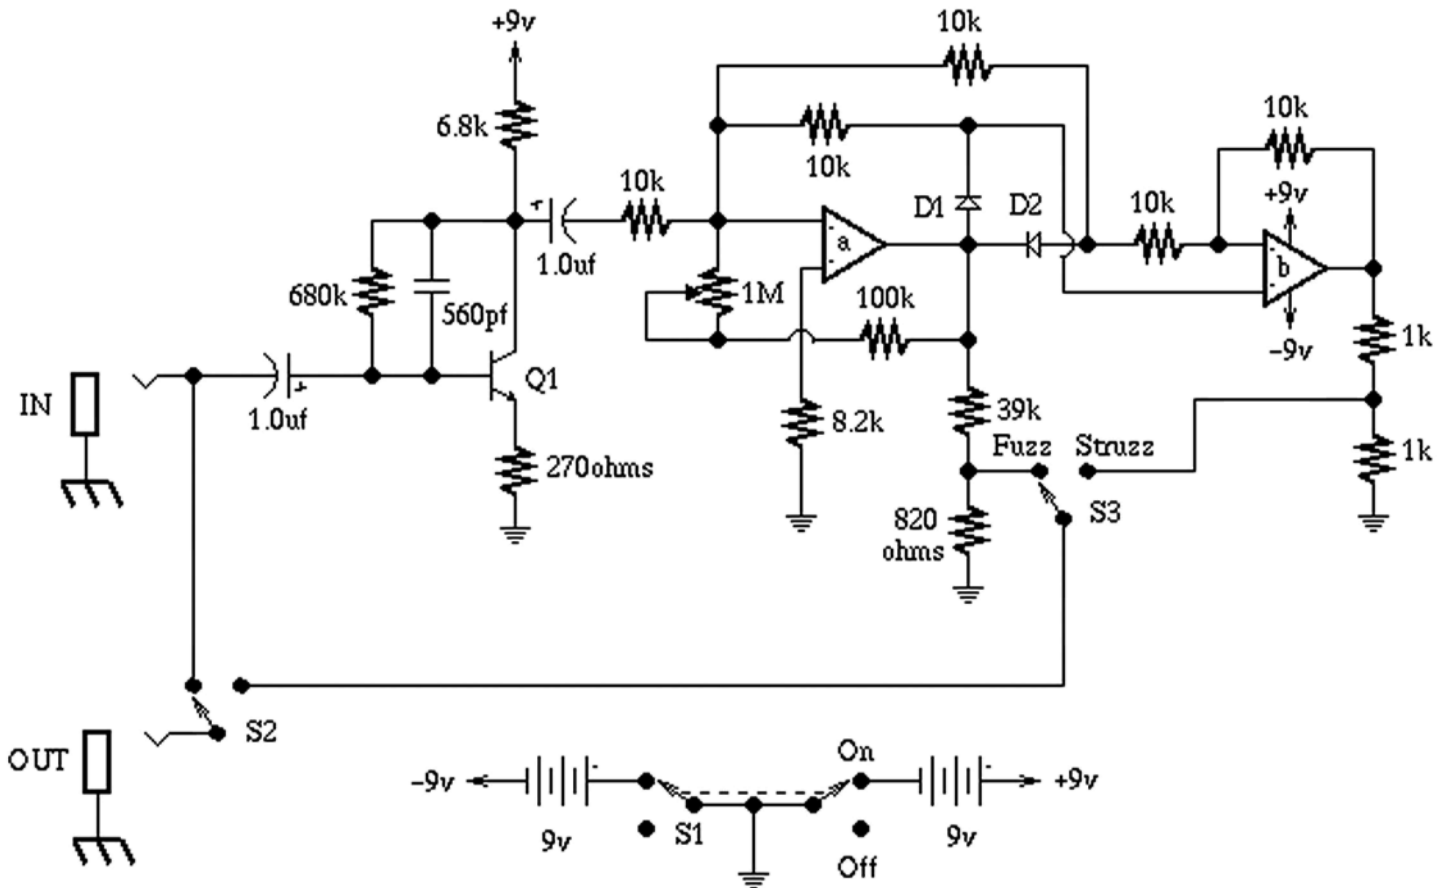 +9v
10k
6.8k
10k
10k
10k
+9v
10k
D1
D2
10k
a
b
1.0uf
680k
560pf
1M
100k
-9v
1k
Q1
IN
1.0uf
8.2k
39k
Fuzz
Struzz
1k
270ohms
S3
820
ohms
S2
OUT
On
-9v
+9v
9v
S1
9v
Off